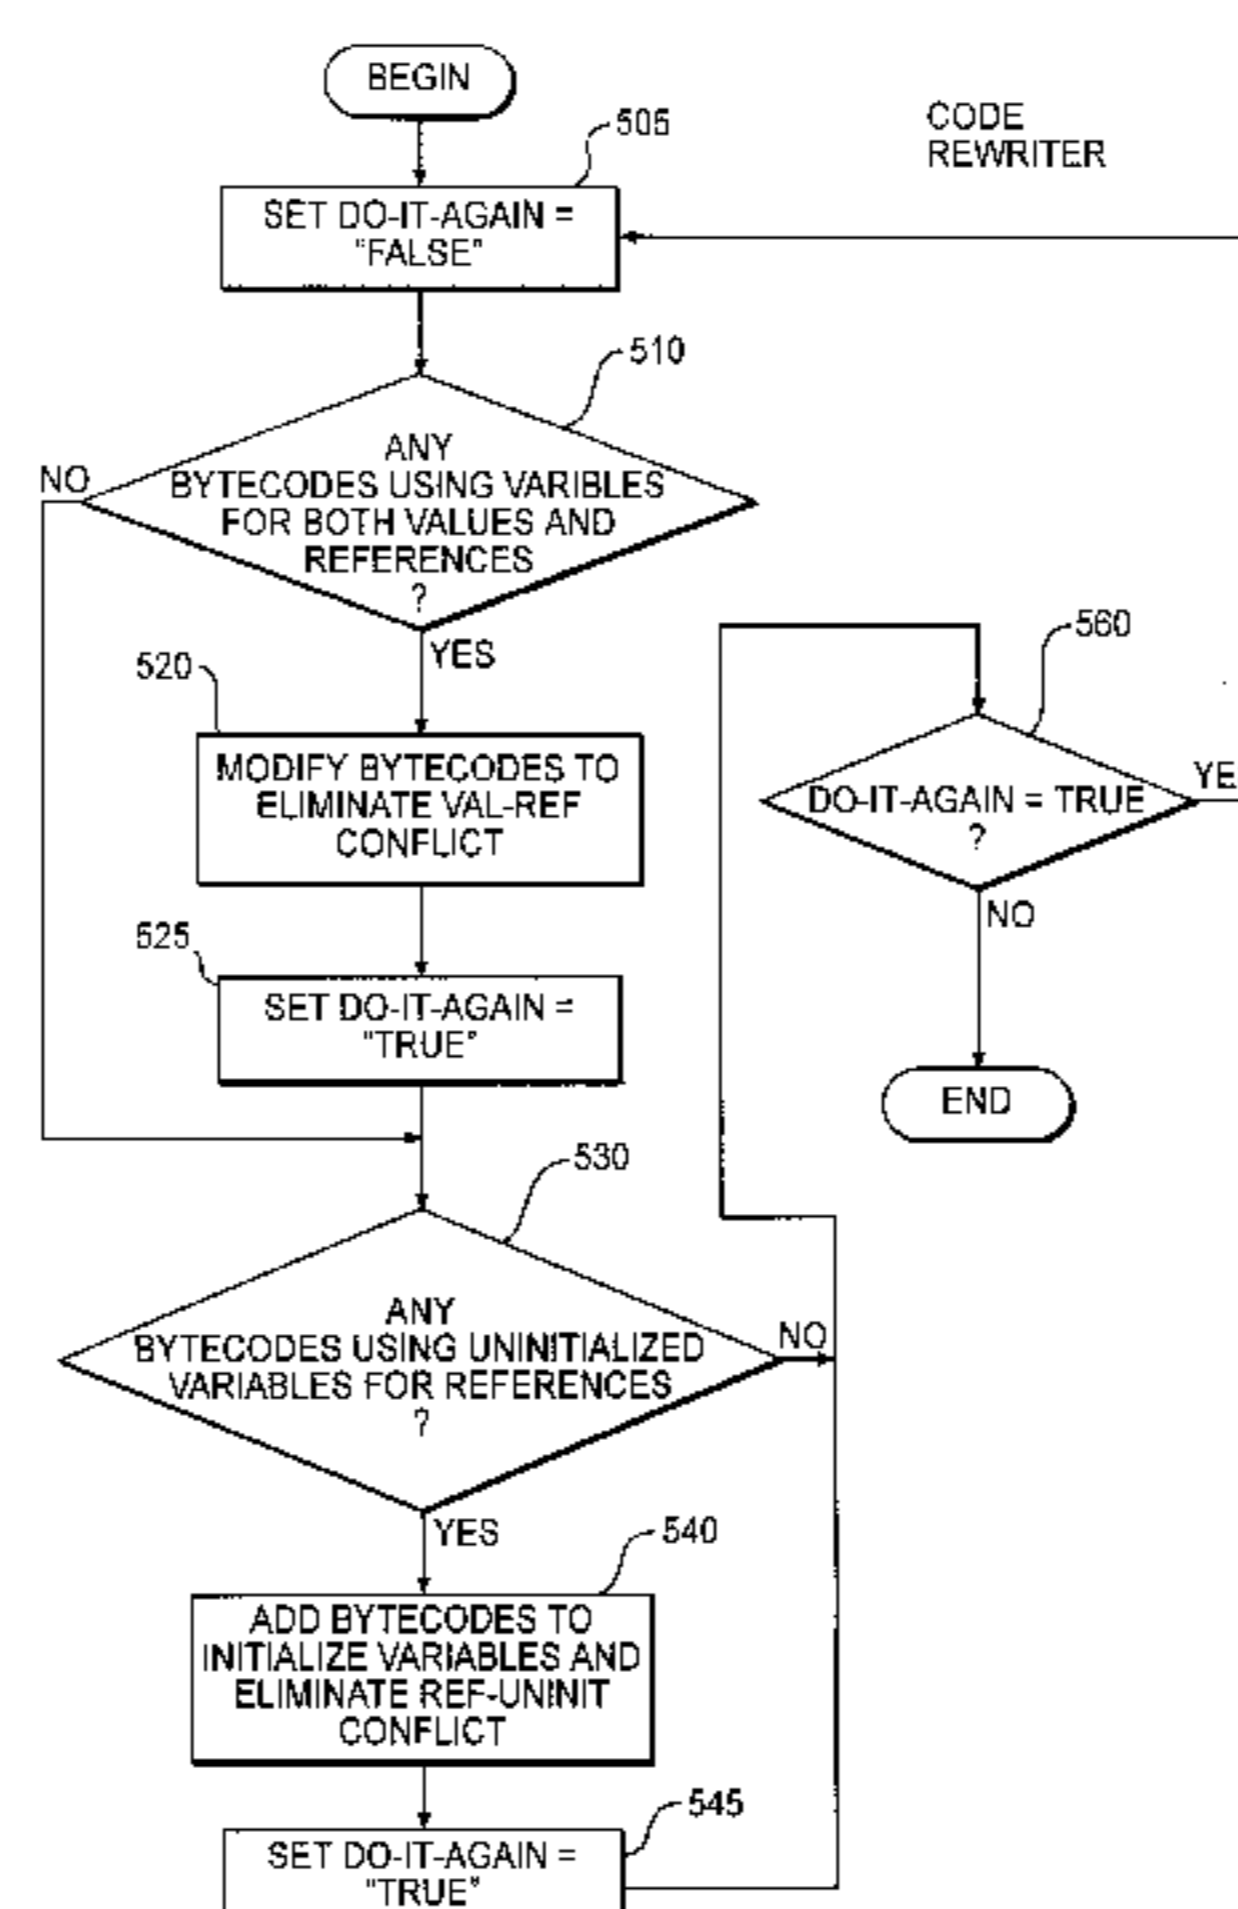 BEGIN
505
CODE
REWRITER
SET DO-IT-AGAIN =
"FALSE"
510
ANY
BYTECODES USING VARIBLES
FOR BOTH VALUES AND
REFERENCES
?
NO
YES
520
MODIFY BYTECODES TO
ELIMINATE VAL-REF
CONFLICT
525
SET DO-IT-AGAIN =
"TRUE"
530
ANY
BYTECODES USING UNINITIALIZED
VARIABLES FOR REFERENCES
?
NO
YES
540
ADD BYTECODES TO
INITIALIZE VARIABLES AND
ELIMINATE REF-UNINIT
CONFLICT
545
SET DO-IT-AGAIN =
"TRUE"
560
DO-IT-AGAIN = TRUE
?
YE
NO
END